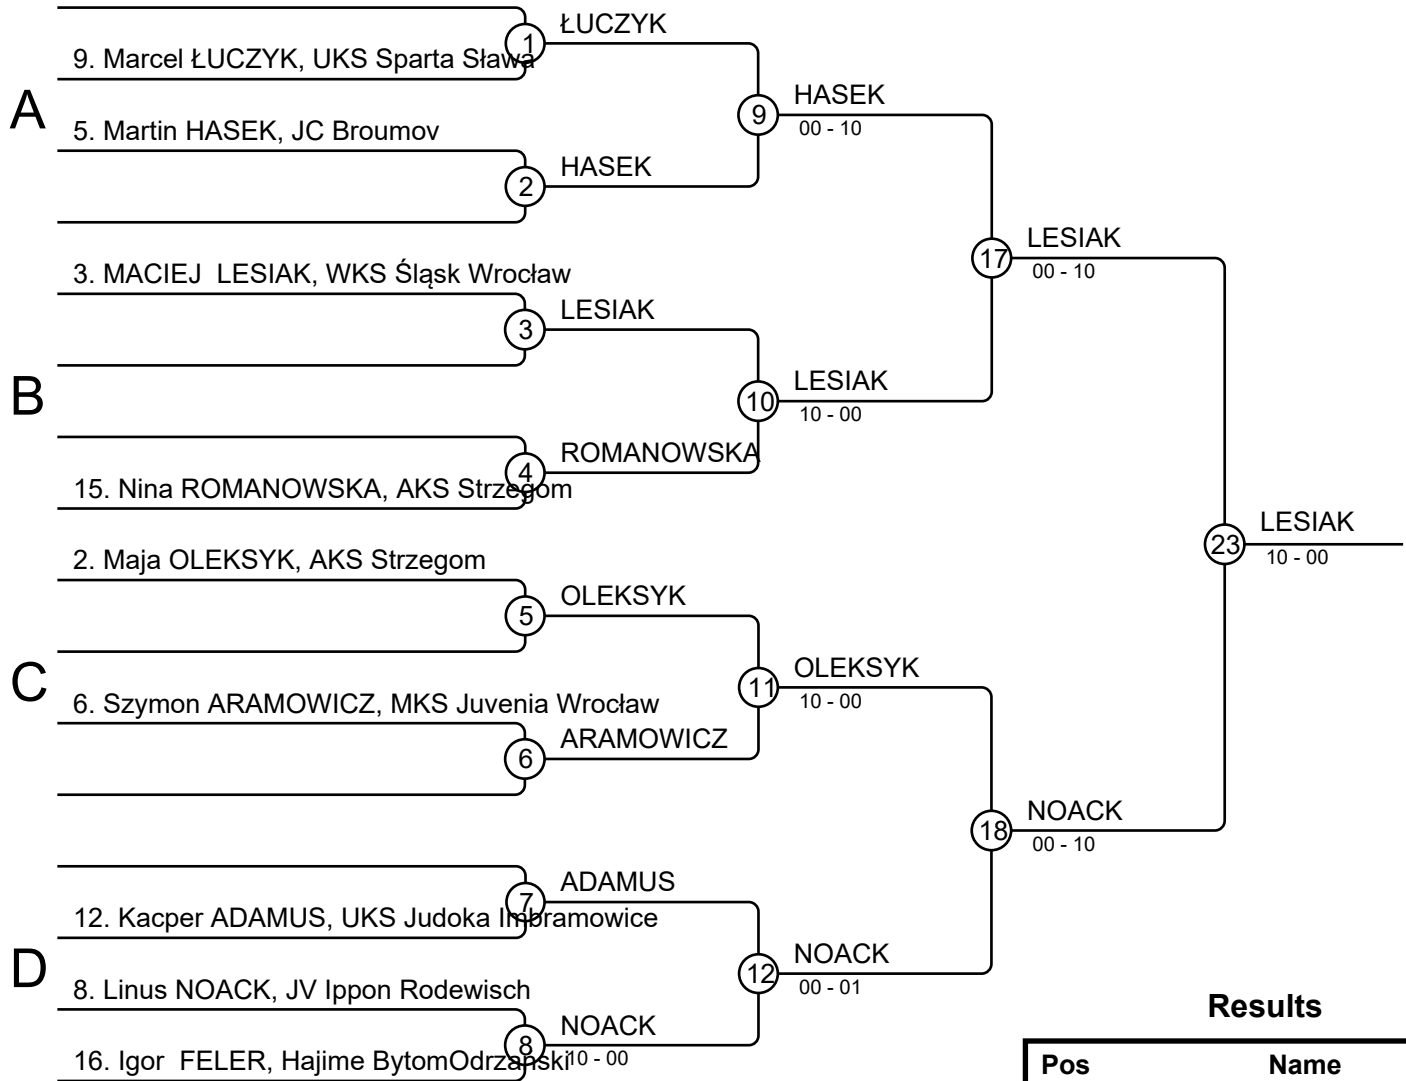 ŁUCZYK
1
9. Marcel ŁUCZYK, UKS Sparta Sława
A
HASEK
9
00 - 10
5. Martin HASEK, JC Broumov
HASEK
2
LESIAK
17
00 - 10
3. MACIEJ  LESIAK, WKS Śląsk Wrocław
LESIAK
3
B
LESIAK
10
10 - 00
ROMANOWSKA
4
15. Nina ROMANOWSKA, AKS Strzegom
LESIAK
23
10 - 00
2. Maja OLEKSYK, AKS Strzegom
OLEKSYK
5
C
OLEKSYK
11
10 - 00
6. Szymon ARAMOWICZ, MKS Juvenia Wrocław
ARAMOWICZ
6
NOACK
18
00 - 10
ADAMUS
7
12. Kacper ADAMUS, UKS Judoka Imbramowice
D
NOACK
12
00 - 01
8. Linus NOACK, JV Ippon Rodewisch
NOACK
8
10 - 00
16. Igor  FELER, Hajime BytomOdrzański
Results
Pos Name